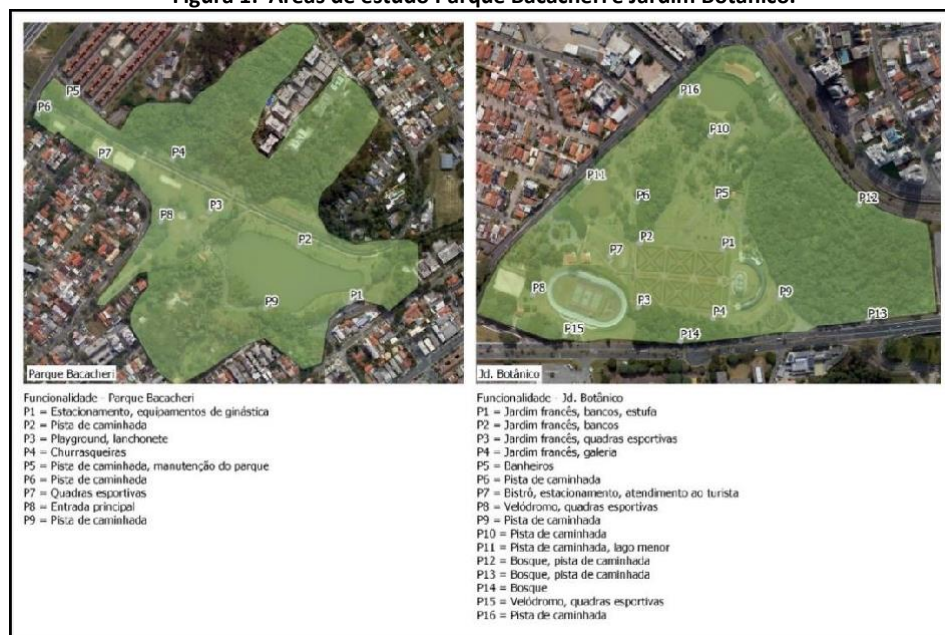 Figura 1: Áreas de estudo Parque Bacacheri e Jardim Botânico.
P5
P6
P7
P4
P3
P8
P2
P9
P1
Parque Bacacheri
P16
P10
P11
P6
P5
P12
P2
P1
P7
P8
P3
P4
P9
P15
P14
P13
Jd. Botânico
Funcionalidade - Parque Bacacheri
P1 = Estacionamento, equipamentos de ginástica
P2 = Pista de caminhada
P3 = Playground, lanchonete
P4 = Churrasqueiras
P5 = Pista de caminhada, manutenção do parque
P6 = Pista de caminhada
P7 = Quadras esportivas
P8 = Entrada principal
P9 = Pista de caminhada
Funcionalidade - Jd. Botânico
P1 = Jardim francês, bancos, estufa
P2 = Jardim francês, bancos
P3 = Jardim francês, quadras esportivas
P4 = Jardim francês, galeria
P5 = Banheiros
P6 = Pista de caminhada
P7 = Bistrô, estacionamento, atendimento ao turista
P8 = Velódromo, quadras esportivas
P9 = Pista de caminhada
P10 = Pista de caminhada
P11 = Pista de caminhada, lago menor
P12 = Bosque, pista de caminhada
P13 = Bosque, pista de caminhada
P14 = Bosque
P15 = Velódromo, quadras esportivas
P16 = Pista de caminhada